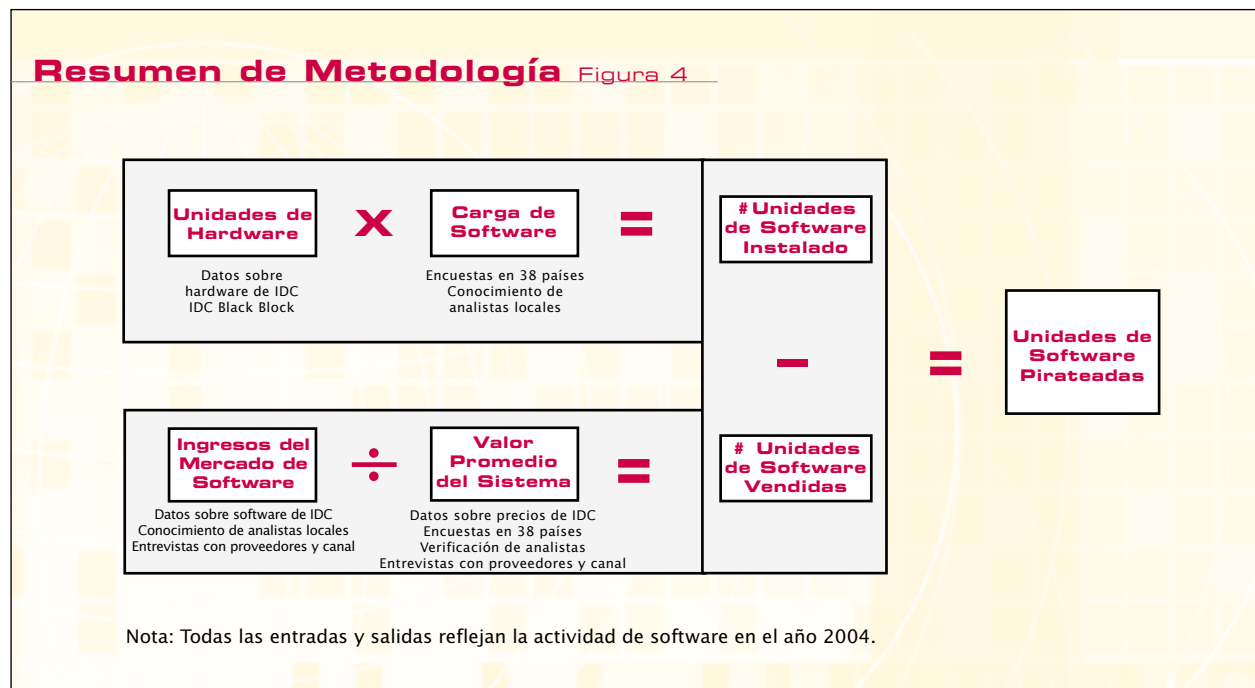 Resumen de Metodología Figura 4
Unidades de
Hardware
X
Carga de
Software
=
# Unidades
de Software
Instalado
Datos sobre
hardware de IDC
IDC Black Block
Encuestas en 38 países
Conocimiento de
analistas locales
–
=
Unidades de
Software
Pirateadas
Ingresos del
Mercado de
Software
÷
Valor
Promedio
del Sistema
=
# Unidades
de Software
Vendidas
Datos sobre software de IDC
Conocimiento de analistas locales
Entrevistas con proveedores y canal
Datos sobre precios de IDC
Encuestas en 38 países
Verificación de analistas
Entrevistas con proveedores y canal
Nota: Todas las entradas y salidas reflejan la actividad de software en el año 2004.